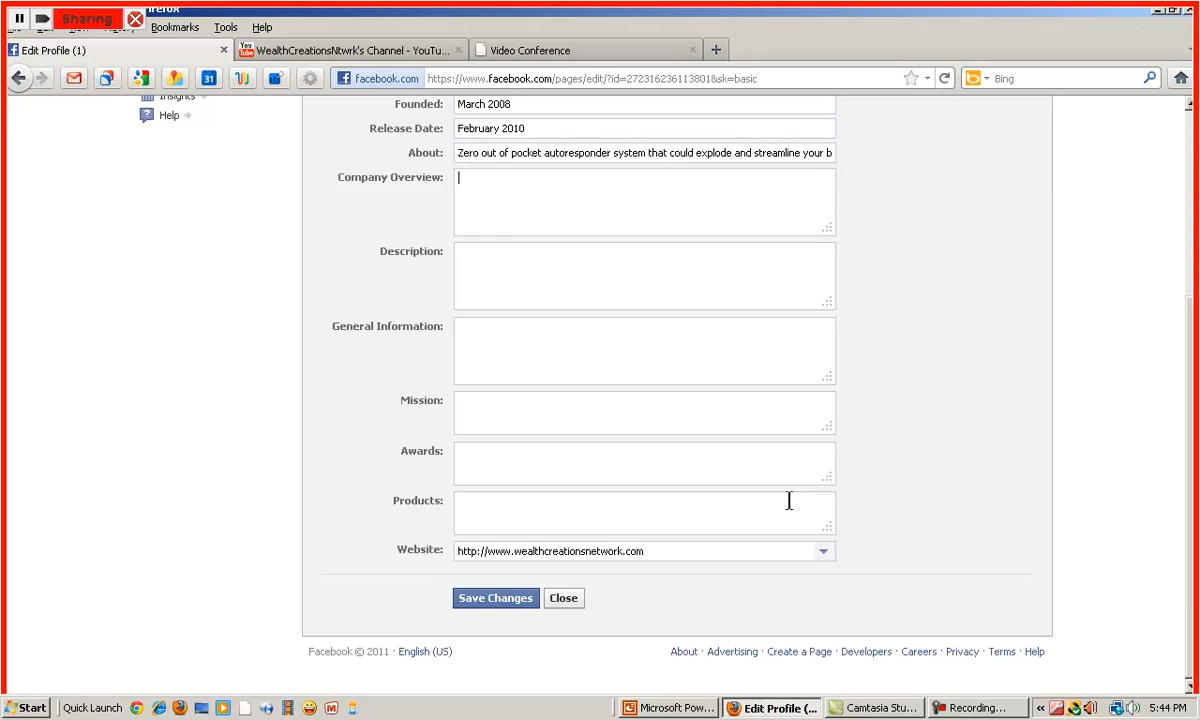 Sharing
Firefox
Bookmarks Tools Help
Edit Profile (1)
WealthCreationsNtwrk's Channel - YouTu...
Video Conference
facebook.com
https://www.facebook.com/pages/edit/?id=272316236113801&sk=basic
Bing
Insights
Help
Founded: March 2008
Release Date: February 2010
About: Zero out of pocket autoresponder system that could explode and streamline your b
Company Overview:
Description:
General Information:
Mission:
Awards:
Products:
Website: http://www.wealthcreationsnetwork.com
Save Changes Close
Facebook © 2011 · English (US)
About · Advertising · Create a Page · Developers · Careers · Privacy · Terms · Help
Start Quick Launch
Microsoft Pow...
Edit Profile (...
Camtasia Stu...
Recording...
« 5:44 PM